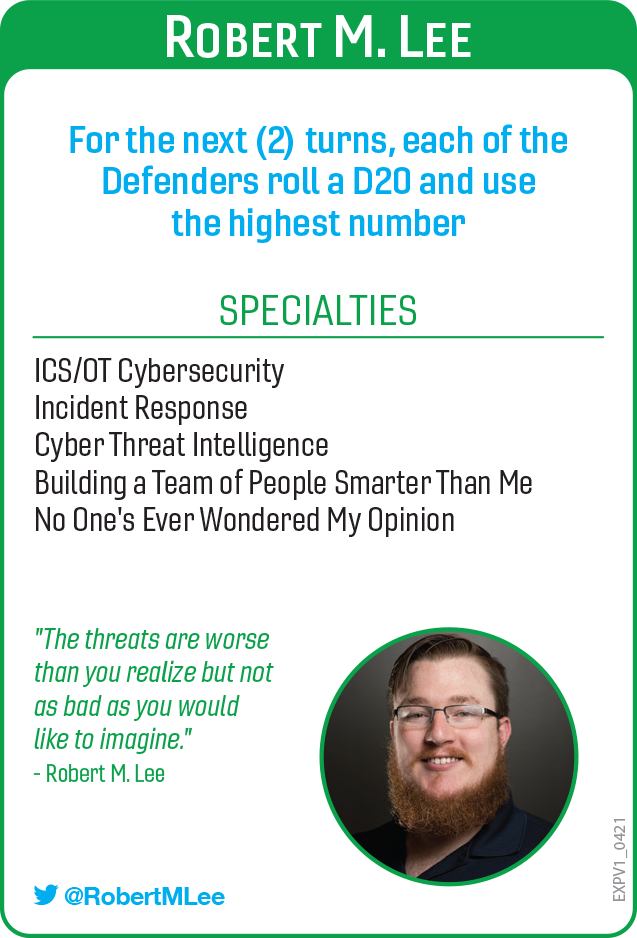 Robert M. Lee
For the next (2) turns, each of the
Defenders roll a D20 and use
the highest number
SPECIALTIES
ICS/OT Cybersecurity
Incident Response
Cyber Threat Intelligence
Building a Team of People Smarter Than Me
No One's Ever Wondered My Opinion
"The threats are worse
than you realize but not
as bad as you would
like to imagine."
- Robert M. Lee
@RobertMLee
EXPV1_0421